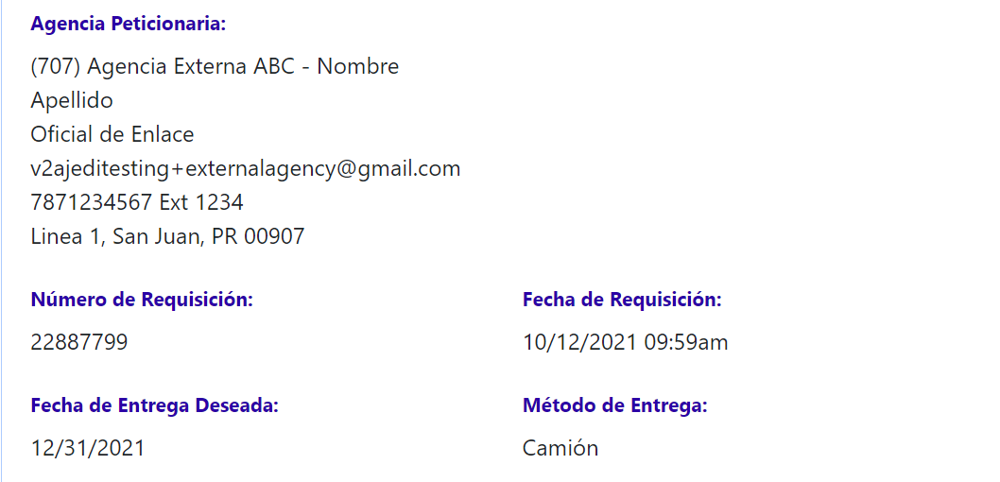 Agencia Peticionaria:
(707) Agencia Externa ABC - Nombre
Apellido
Oficial de Enlace
v2ajeditesting+externalagency@gmail.com
7871234567 Ext 1234
Linea 1, San Juan, PR 00907
Número de Requisición:
22887799
Fecha de Requisición:
10/12/2021 09:59am
Fecha de Entrega Deseada:
12/31/2021
Método de Entrega:
Camión